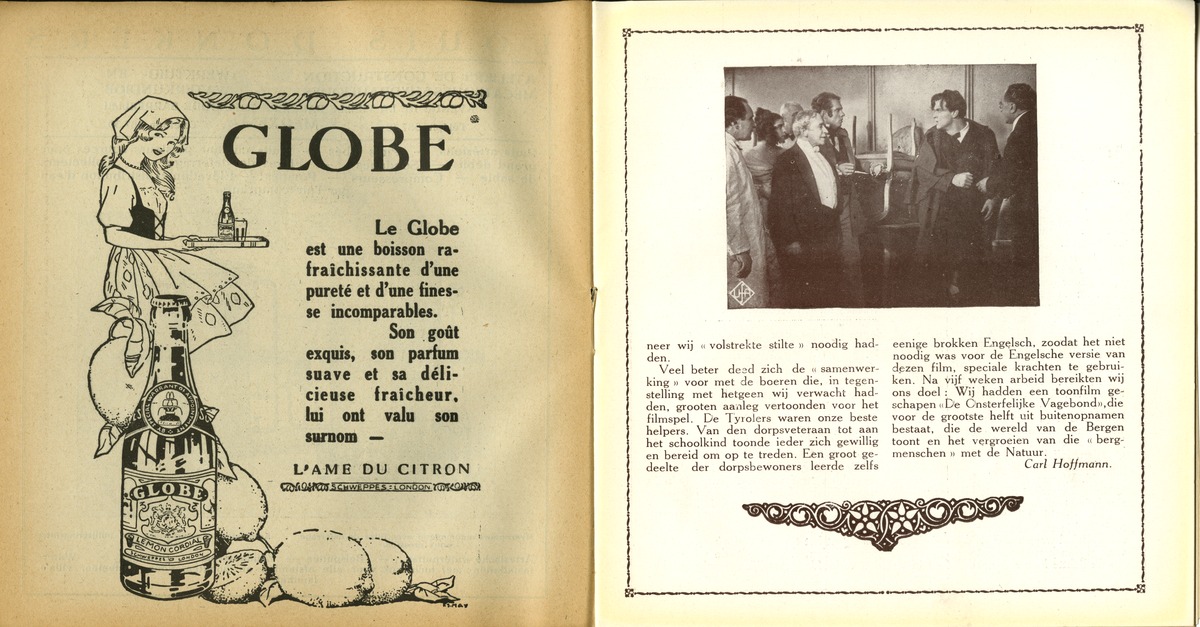 GLOBE
Le Globe
est une boisson ra-
fraîchissante d'une
pureté et d'une fines-
se incomparables.
Son goût
exquis, son parfum
suave et sa déli-
cieuse fraîcheur,
lui ont valu son
surnom —
L'AME DU CITRON
SCHWEPPES : LONDON
GLOBE
LEMON CORDIAL
SCHWEPPES LD LONDON
UFA
neer wij « volstrekte stilte » noodig had-
den.
Veel beter deed zich de « samenwer-
king » voor met de boeren die, in tegen-
stelling met hetgeen wij verwacht had-
den, grooten aanleg vertoonden voor het
filmspel. De Tyrolers waren onze beste
helpers. Van den dorpsveteraan tot aan
het schoolkind toonde ieder zich gewillig
en bereid om op te treden. Een groot ge-
deelte der dorpsbewoners leerde zelfs
eenige brokken Engelsch, zoodat het niet
noodig was voor de Engelsche versie van
dezen film, speciale krachten te gebrui-
ken. Na vijf weken arbeid bereikten wij
ons doel : Wij hadden een toonfilm ge-
schapen «De Onsterfelijke Vagebond», die
voor de grootste helft uit buitenopnamen
bestaat, die de wereld van de Bergen
toont en het vergroeien van die « berg-
menschen » met de Natuur.
Carl Hoffmann.